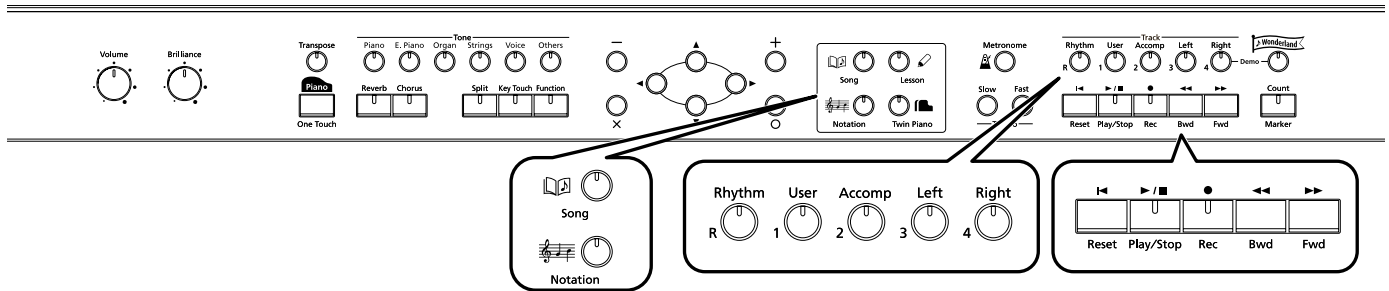 Volume
Brilliance
Transpose
Piano
One Touch
Tone
Piano E. Piano Organ Strings Voice Others
Reverb Chorus Split Key Touch Function
Song Lesson
Notation Twin Piano
Metronome
Slow Fast
Track
Rhythm User Accomp Left Right
R 1 2 3 4
Demo
Wonderland
Reset Play/Stop Rec Bwd Fwd
Count
Marker
Song
Notation
Rhythm User Accomp Left Right
R 1 2 3 4
Reset Play/Stop Rec Bwd Fwd